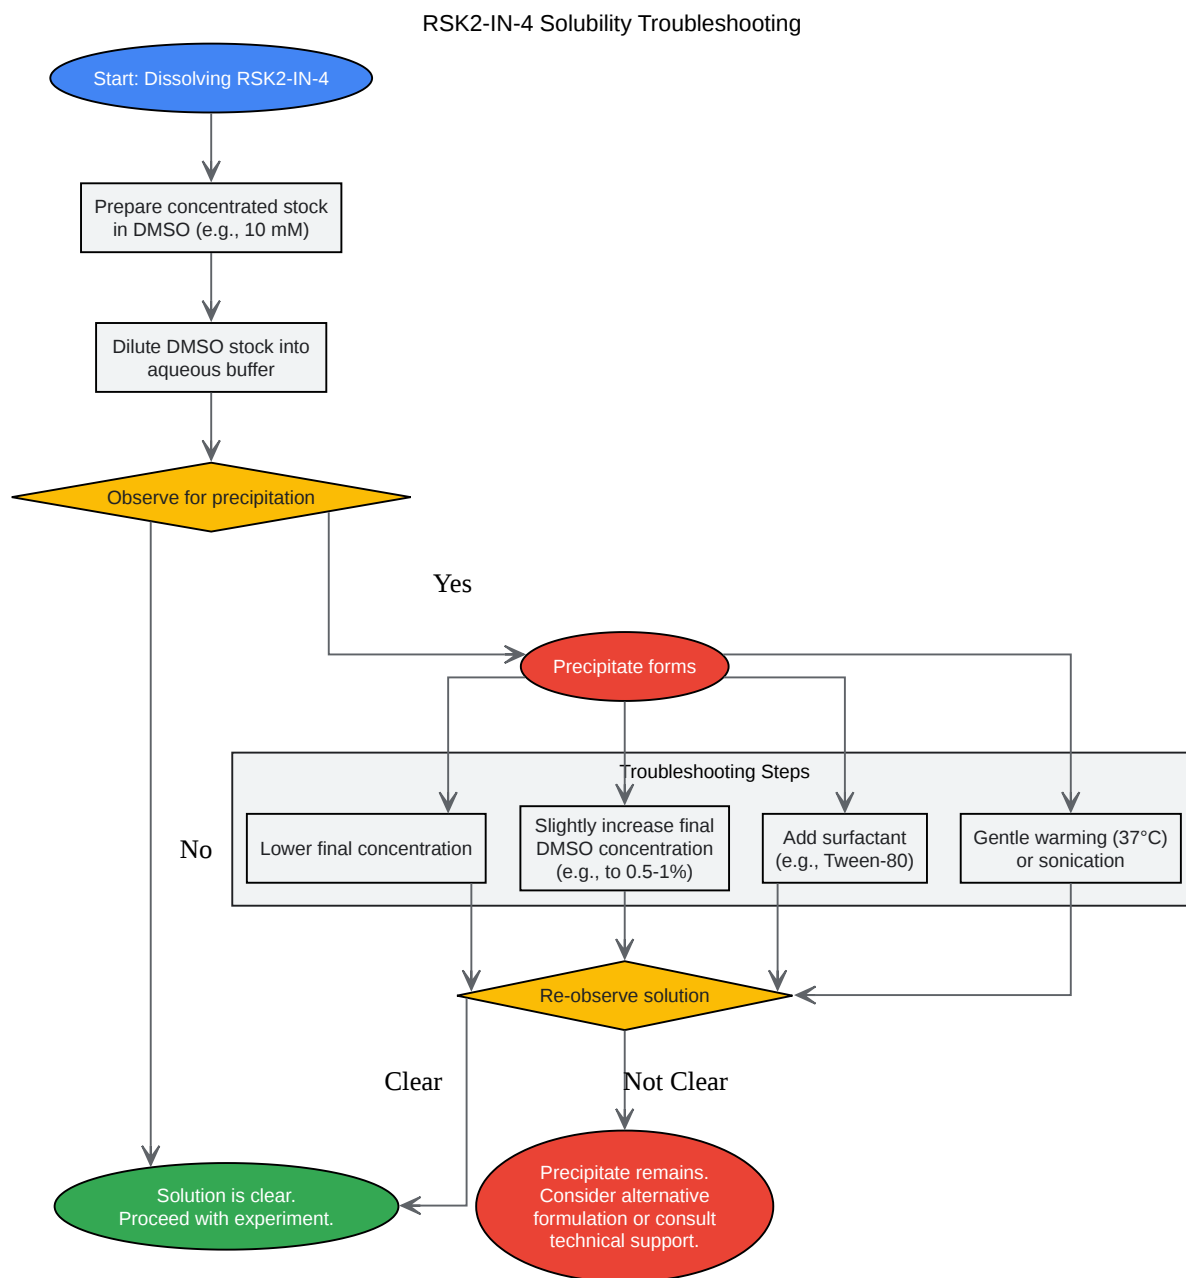 RSK2-IN-4 Solubility Troubleshooting
Start: Dissolving RSK2-IN-4
Prepare concentrated stock
in DMSO (e.g., 10 mM)
Dilute DMSO stock into
aqueous buffer
Observe for precipitation
Yes
Precipitate forms
Troubleshooting Steps
No
Lower final concentration
Slightly increase final
DMSO concentration
(e.g., to 0.5-1%)
Add surfactant
(e.g., Tween-80)
Gentle warming (37°C)
or sonication
Re-observe solution
Clear
Not Clear
Solution is clear.
Proceed with experiment.
Precipitate remains.
Consider alternative
formulation or consult
technical support.